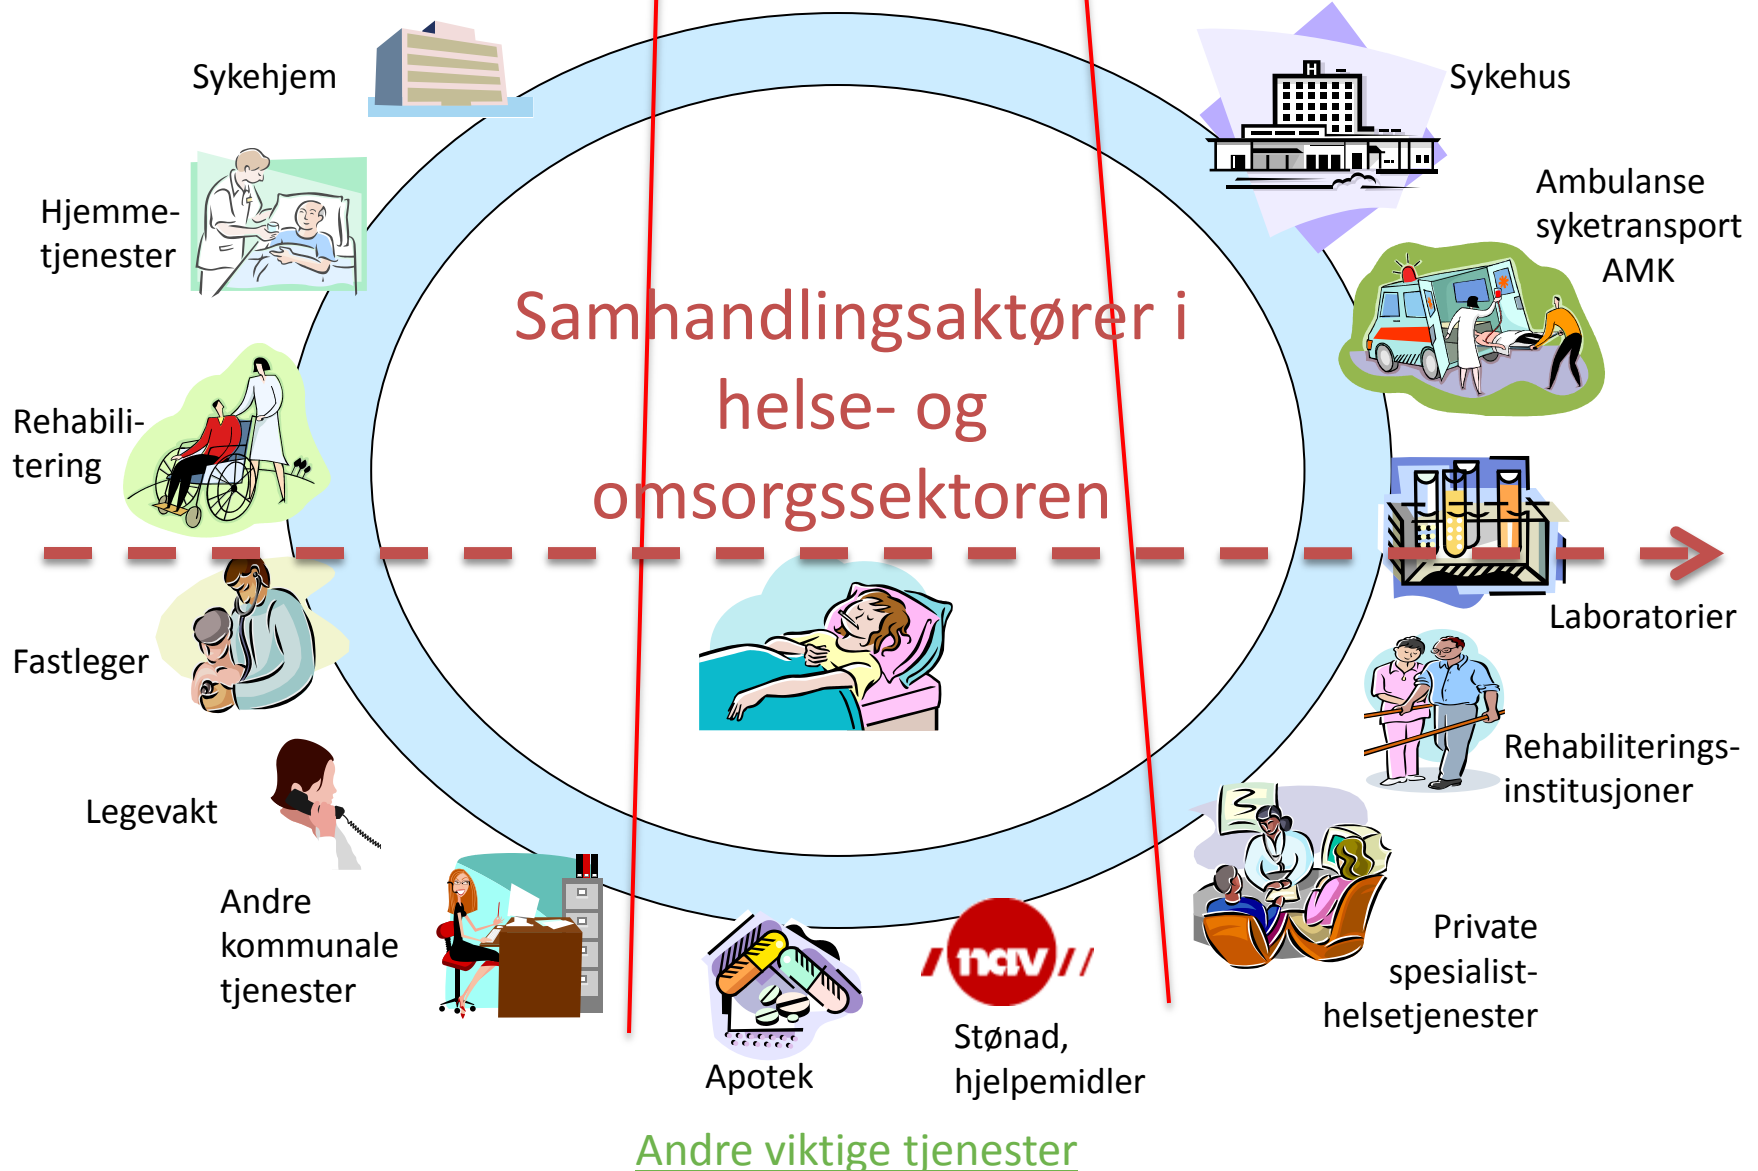 Sykehjem
Sykehus
Hjemme-
tjenester
Ambulanse
syketransport
AMK
Samhandlingsaktører i
helse- og
omsorgssektoren
Rehabili-
tering
Fastleger
Laboratorier
Legevakt
Rehabiliterings-
institusjoner
Andre
kommunale
tjenester
Private
spesialist-
helsetjenester
H
nav
Apotek
Stønad,
hjelpemidler
Andre viktige tjenester